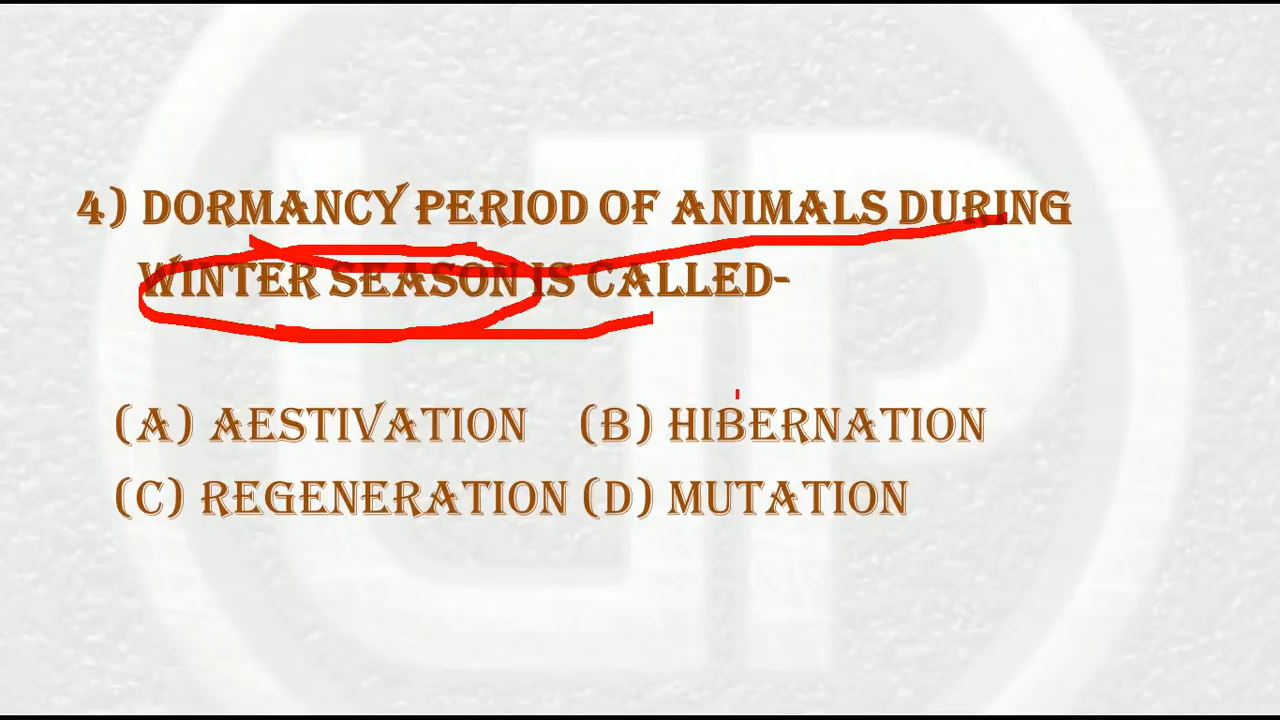 4) DORMANCY PERIOD OF ANIMALS DURING
WINTER SEASON IS CALLED-
(A) AESTIVATION (B) HIBERNATION
(C) REGENERATION (D) MUTATION